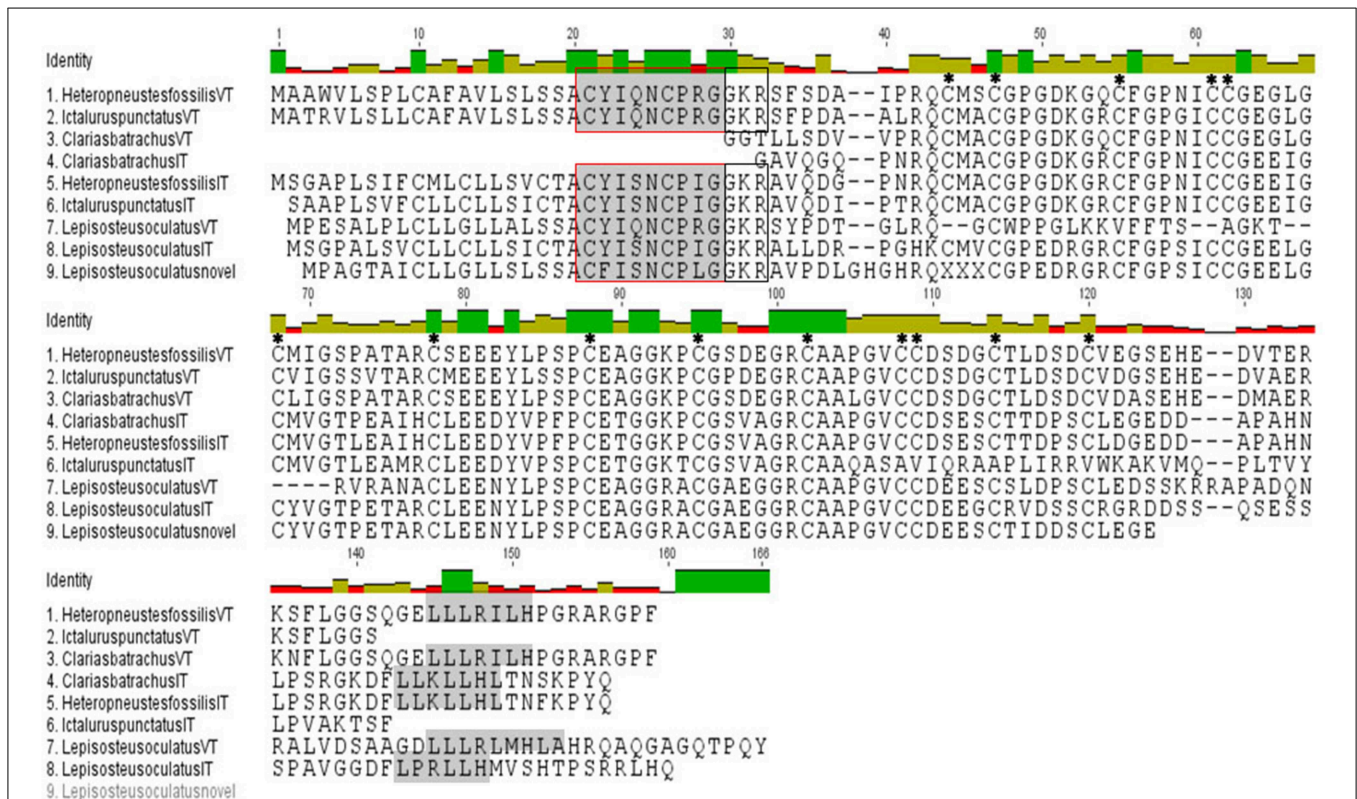 1 10 20 30 40 50 60
Identity
* * * * *
1. HeteropneustesfossilisVT MAAWVLSPLCAFAVLSLSSACYIQNCPRGGKRSFSDA--IPRQCMSCGPGDKGQCFGPNICCGEGLG
2. IctaluruspunctatusVT MATRVLSLLCAFAVLSLSSACYIQNCPRGGKRSFPDA--ALRQCMACGPGDKGRCFGPGICCGEGLG
3. ClariasbatrachusVT GGTLLSDV--VPRQCMACGPGDKGRCFGPNICCGEGLG
4. ClariasbatrachusIT GAVQGQ--PNRQCMACGPGDKGRCFGPNICCGEEIG
5. HeteropneustesfossilisIT MSGAPLSIFCMLCLLSVCTACYISNCPIGGKRAVQDG--PNRQCMACGPGDKGRCFGPNICCGEEIG
6. IctaluruspunctatusIT SAAPLSVFCLLCLLSICTACYISNCPIGGKRAVQDI--PTRQCMACGPGDKGRCFGPNICCGEEIG
7. LepisosteusoculatusVT MPESALPLCLLGLLALSSACYIQNCPRGGKRSYPDT--GLRQ--GCWPPGLKKVFFTS--AGKT--
8. LepisosteusoculatusIT MSGPALSVCLLCLLSICTACYISNCPIGGKRALLDR--PGHKCMVCGPEDRGRCFGPSICCGEELG
9. Lepisosteusoculatusnovel MPAGTAICLLGLLSLSSACFISNCPLGGKRAVPDLGHGHRQXXXCGPEDRGRCFGPSICCGEELG
70 80 90 100 110 120 130
Identity
* * * * * * * * *
1. HeteropneustesfossilisVT CMIGSPATARCSEEEYLPSPCEAGGKPCGSDEGRCAAPGVCCDSDGCTLDSDCVEGSEHE--DVTER
2. IctaluruspunctatusVT CVIGSSVTARCMEEEYLSSPCEAGGKPCGPDEGRCAAPGVCCDSDGCTLDSDCVDGSEHE--DVAER
3. ClariasbatrachusVT CLIGSPATARCSEEEYLPSPCEAGGKPCGSDEGRCAALGVCCDSDGCTLDSDCVDASEHE--DMAER
4. ClariasbatrachusIT CMVGTPEAIHCLEEDYVPFPCETGGKPCGSVAGRCAAPGVCCDSESCTTDPSCLEGEDD---APAHN
5. HeteropneustesfossilisIT CMVGTLEAIHCLEEDYVPFPCETGGKPCGSVAGRCAAPGVCCDSESCTTDPSCLDGEDD---APAHN
6. IctaluruspunctatusIT CMVGTLEAMRCLEEDYVPSPCETGGKTCGSVAGRCAAQASAVIQRAAPLIRRVWKAKVMQ--PLTVY
7. LepisosteusoculatusVT ----RVRANACLEENYLPSPCEAGGRACGAEGGRCAAPGVCCDEESCSLDPSCLEDSSKRRAPADQN
8. LepisosteusoculatusIT CYVGTPETARCLEENYLPSPCEAGGRACGAEGGRCAAPGVCCDEEGCRVDSSCRGRDDSS--QSESS
9. Lepisosteusoculatusnovel CYVGTPETARCLEENYLPSPCEAGGRACGAEGGRCAAPGVCCDEESCTIDDSCLEGE
140 150 160 166
Identity
1. HeteropneustesfossilisVT KSFLGGSQGELLLRILHPGRARGPF
2. IctaluruspunctatusVT KSFLGGS
3. ClariasbatrachusVT KNFLGGSQGELLLRILHPGRARGPF
4. ClariasbatrachusIT LPSRGKDFLLKLLHLTNSKPYQ
5. HeteropneustesfossilisIT LPSRGKDFLLKLLHLTNFKPYQ
6. IctaluruspunctatusIT LPVAKTSF
7. LepisosteusoculatusVT RALVDSAAGDLLLRLMHLAHRQAQGAGQTPQY
8. LepisosteusoculatusIT SPAVGGDFLPRLLHMVSHTPSRRLHQ
9. Lepisosteusoculatusnovel